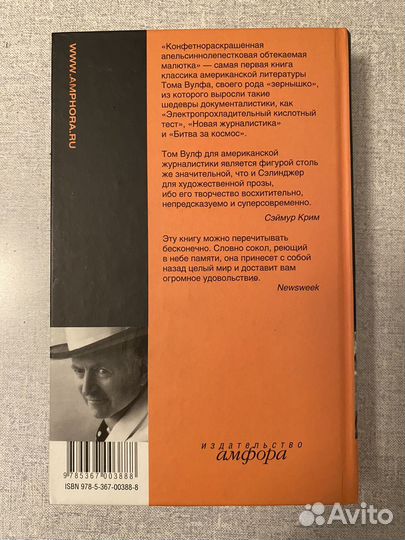 WWW.AMPHORA.RU
«Конфетнораскрашенная
апельсиннолепестковая обтекаемая
малютка» — самая первая книга
классика американской литературы
Тома Вулфа, своего рода «зернышко»,
из которого выросли такие
шедевры документалистики, как
«Электропрохладительный кислотный
тест», «Новая журналистика»
и «Битва за космос».
Том Вулф для американской
журналистики является фигурой столь
же значительной, что и Сэлинджер
для художественной прозы,
ибо его творчество восхитительно,
непредсказуемо и суперсовременно.
Сэймур Крим
Эту книгу можно перечитывать
бесконечно. Словно сокол, реющий
в небе памяти, она принесет с собой
назад целый мир и доставит вам
огромное удовольствие.
Newsweek
издательство
амфора
9 785367 003888
ISBN 978-5-367-00388-8
Avito